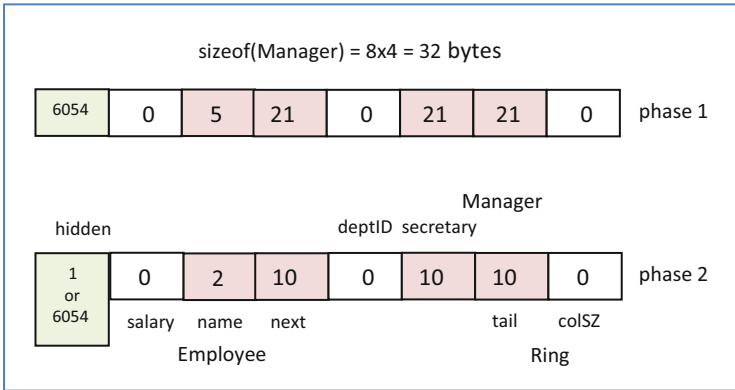 sizeof(Manager) = 8x4 = 32 bytes
6054 0 5 21 0 21 21 0 phase 1
Manager
hidden deptID secretary
1 or 6054 0 2 10 0 10 10 0 phase 2
salary name next tail colSZ
Employee Ring